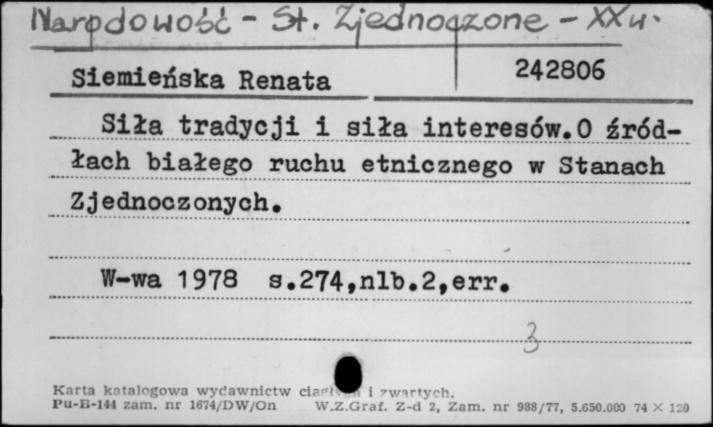 Narodowość - St. Zjednoczone - XX w.
Siemieńska Renata
242806
Siła tradycji i siła interesów.O źród-
łach białego ruchu etnicznego w Stanach
Zjednoczonych.
W-wa 1978 s.274,nlb.2,err.
3
Karta katalogowa wydawnictw ciągłych i zwartych.
Pu-B-144 zam. nr 1674/DW/On W.Z.Graf. Z-d 2, Zam. nr 988/77, 5.650.000 74 × 120